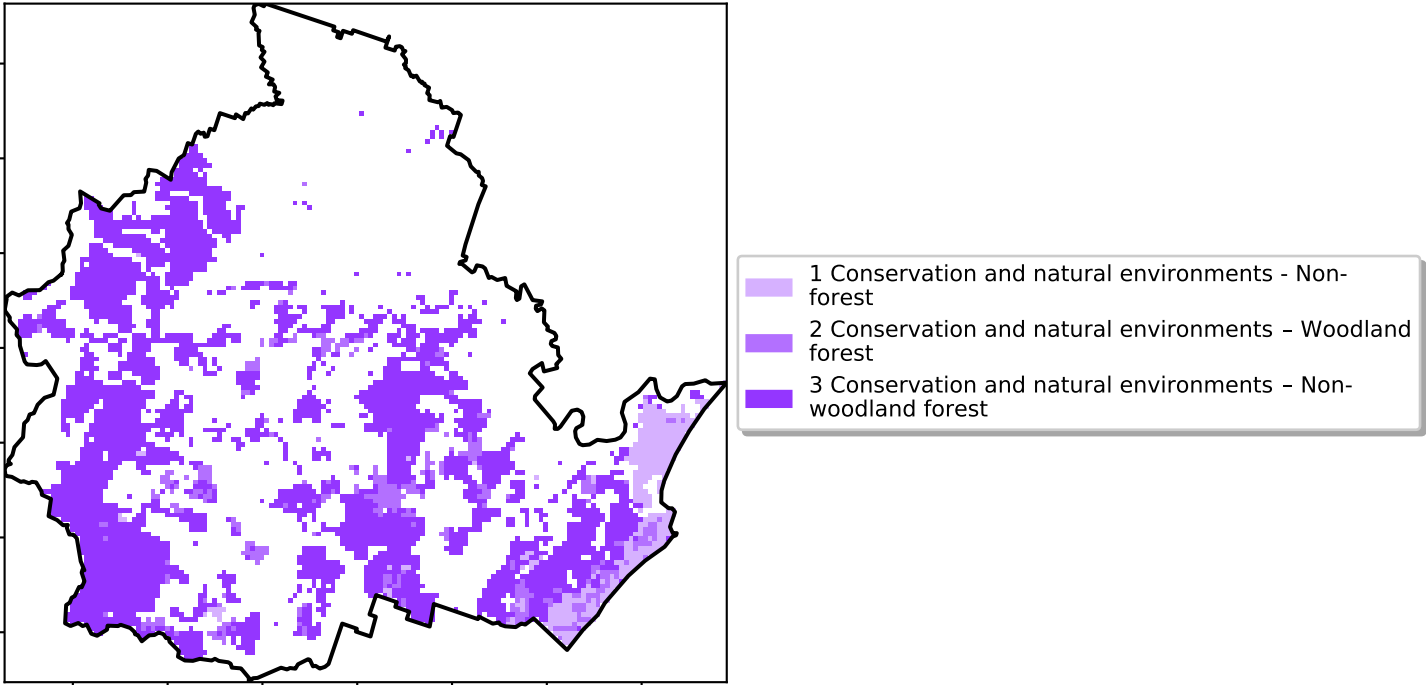 1 Conservation and natural environments - Non-
forest
2 Conservation and natural environments – Woodland
forest
3 Conservation and natural environments – Non-
woodland forest